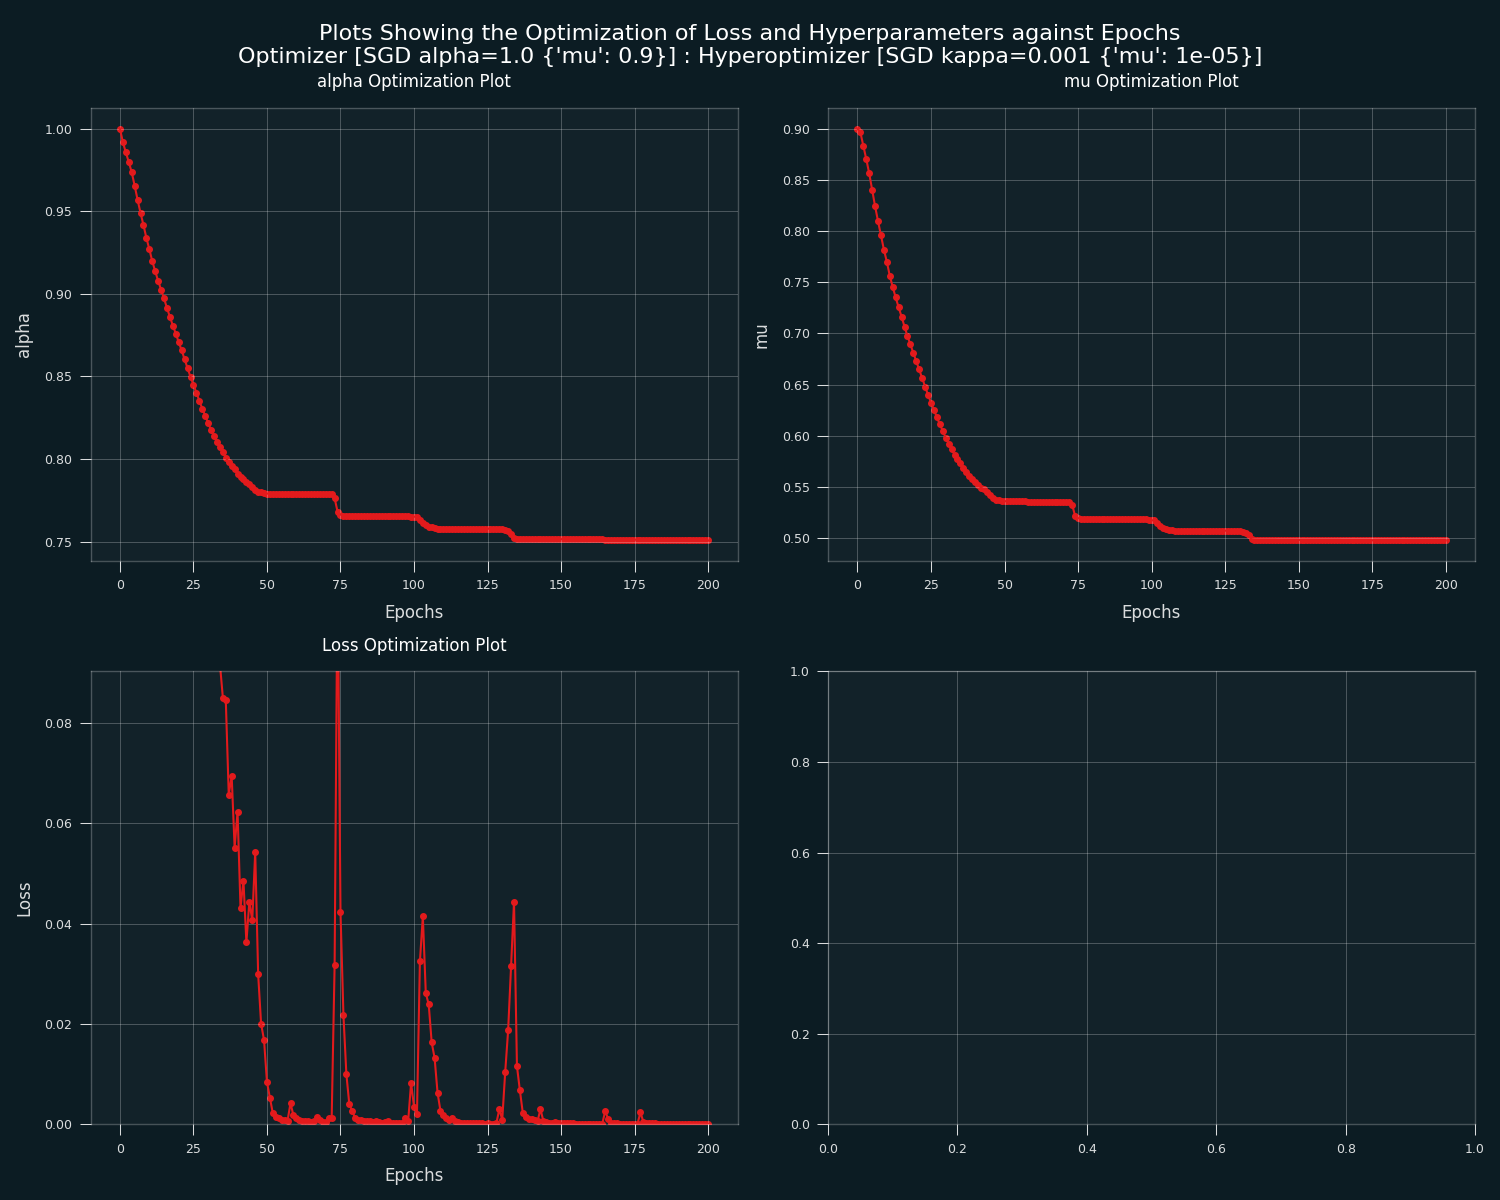 Plots Showing the Optimization of Loss and Hyperparameters against Epochs
Optimizer [SGD alpha=1.0 {'mu': 0.9}] : Hyperoptimizer [SGD kappa=0.001 {'mu': 1e-05}]
alpha Optimization Plot
1.00
0.95
0.90
0.85
0.80
0.75
alpha
0 25 50 75 100 125 150 175 200
Epochs
mu Optimization Plot
0.90
0.85
0.80
0.75
0.70
0.65
0.60
0.55
0.50
mu
0 25 50 75 100 125 150 175 200
Epochs
Loss Optimization Plot
0.08
0.06
0.04
0.02
0.00
Loss
0 25 50 75 100 125 150 175 200
Epochs
1.0
0.8
0.6
0.4
0.2
0.0
0.0 0.2 0.4 0.6 0.8 1.0